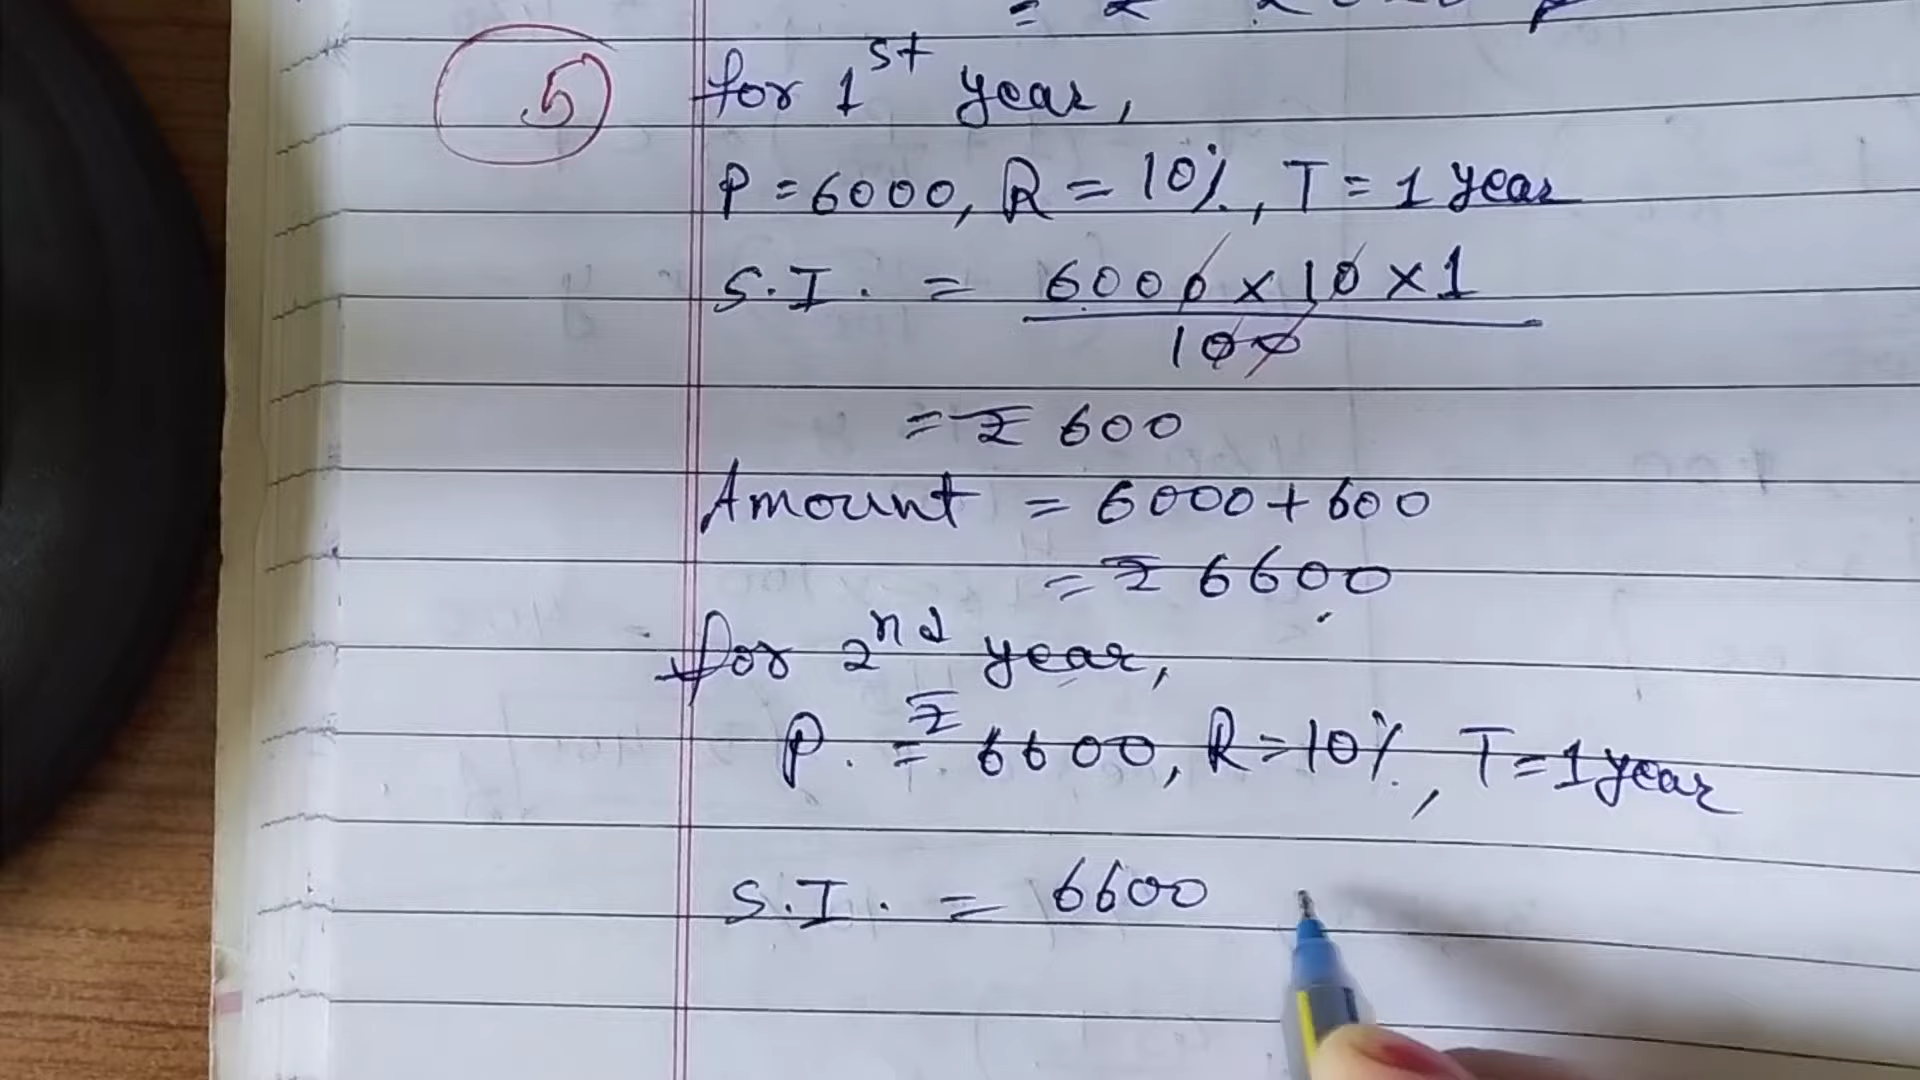 5
for 1st year,
P = 6000, R = 10%, T = 1 year
S.I. = 6000 x 10 x 1
100
= ₹ 600
Amount = 6000 + 600
= ₹ 6600
for 2nd year,
P. = ₹ 6600, R = 10%, T = 1 year
S.I. = 6600